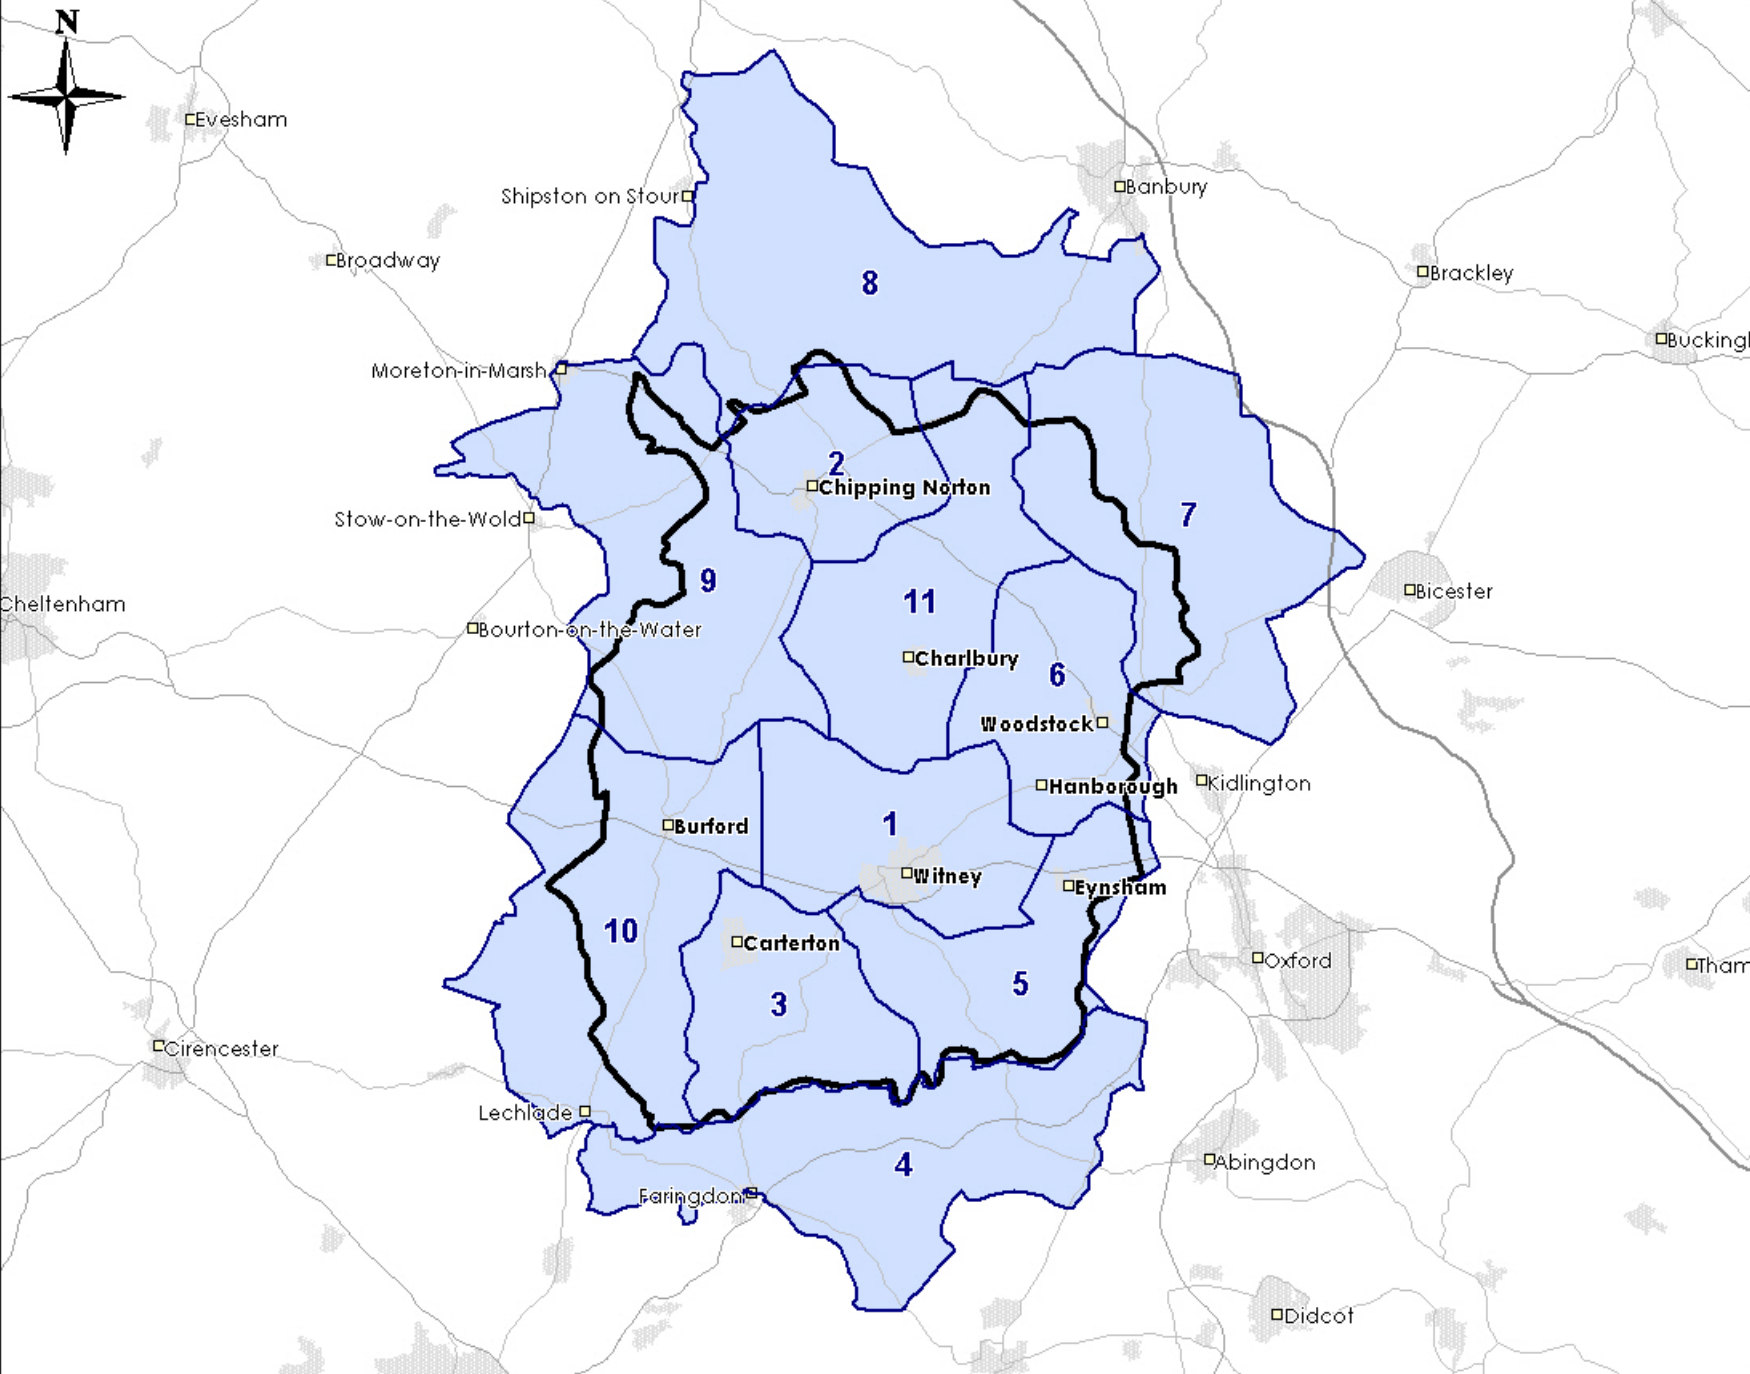 N
Evesham
Banbury
Shipston on Stour
Broadway
Brackley
8
Buckingh
Moreton-in-Marsh
2
Chipping Norton
7
Stow-on-the-Wold
9
Bicester
11
Cheltenham
Bourton-on-the-Water
Charlbury
6
Woodstock
Hanborough
Kidlington
1
Burford
Witney
Eynsham
10
Carterton
Oxford
Tham
5
3
Cirencester
Lechlade
4
Abingdon
Faringdon
Didcot